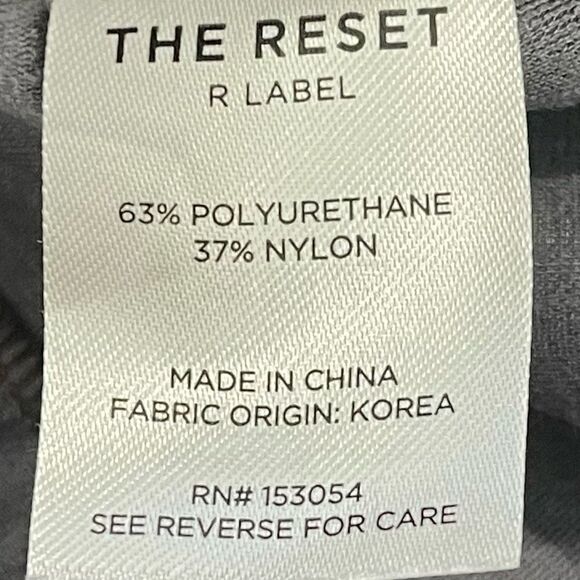 THE RESET
R LABEL
63% POLYURETHANE
37% NYLON
MADE IN CHINA
FABRIC ORIGIN: KOREA
RN# 153054
SEE REVERSE FOR CARE